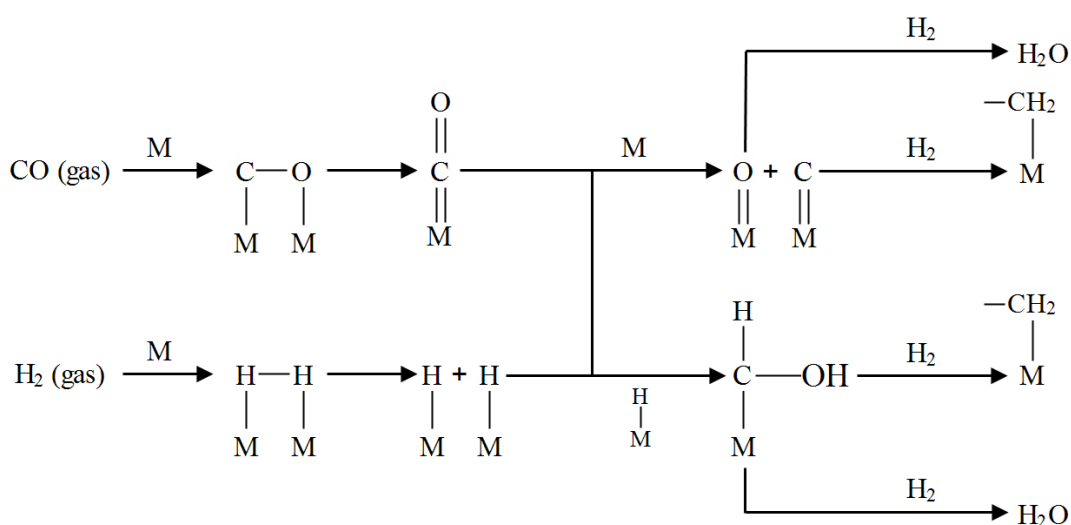 H2
H2O
–CH2
O
CO (gas) M C–O C M O + C H2 M
M M M M M
H –CH2
H2 (gas) M H–H H + H H C–OH H2 M
M
M M M M M
H2
H2O